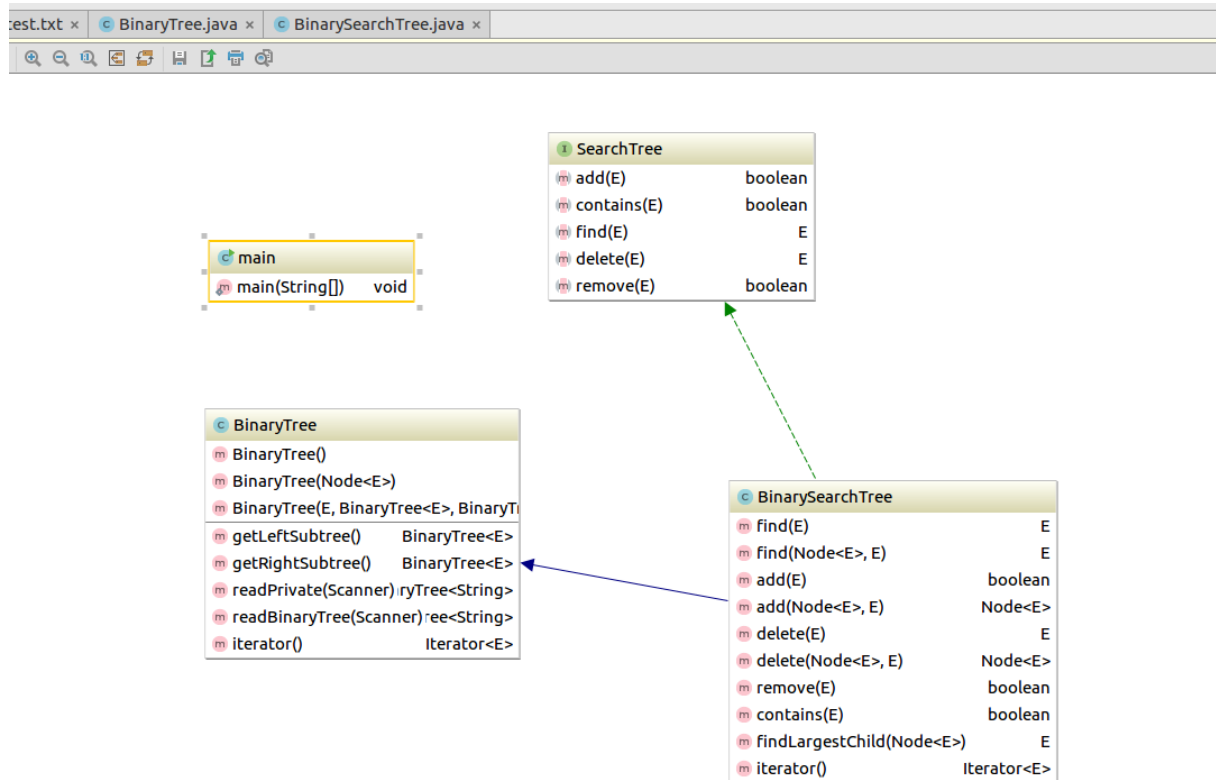 test.txt × BinaryTree.java × BinarySearchTree.java ×
SearchTree
add(E) boolean
contains(E) boolean
find(E) E
delete(E) E
remove(E) boolean
main
main(String[]) void
BinaryTree
BinaryTree()
BinaryTree(Node<E>)
BinaryTree(E, BinaryTree<E>, BinaryTr
getLeftSubtree() BinaryTree<E>
getRightSubtree() BinaryTree<E>
readPrivate(Scanner) ryTree<String>
readBinaryTree(Scanner) ree<String>
iterator() Iterator<E>
BinarySearchTree
find(E) E
find(Node<E>, E) E
add(E) boolean
add(Node<E>, E) Node<E>
delete(E) E
delete(Node<E>, E) Node<E>
remove(E) boolean
contains(E) boolean
findLargestChild(Node<E>) E
iterator() Iterator<E>